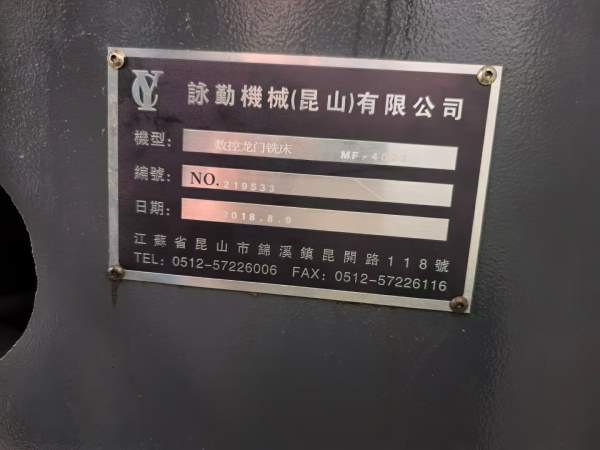 詠勤機械(昆山)有限公司
機型: 数控龙门铣床
編號: NO.219533
日期: 2018.8.9
江蘇省昆山市錦溪鎮昆開路118號
TEL: 0512-57226006 FAX: 0512-57226116